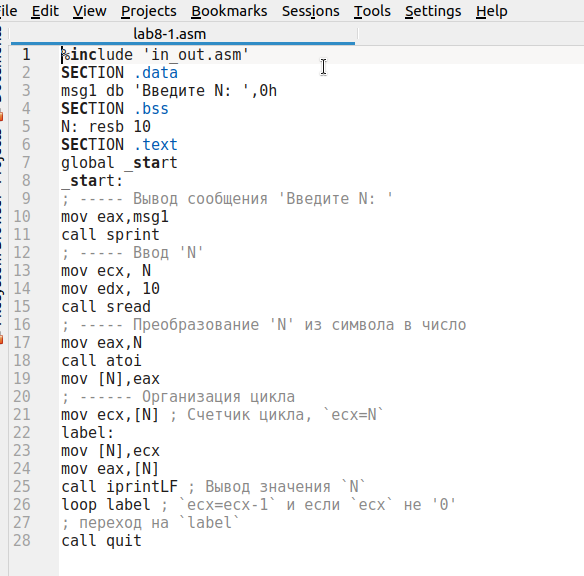 File Edit View Projects Bookmarks Sessions Tools Settings Help
lab8-1.asm
1 %include 'in_out.asm'
2 SECTION .data
3 msg1 db 'Введите N: ',0h
4 SECTION .bss
5 N: resb 10
6 SECTION .text
7 global _start
8 _start:
9 ; ----- Вывод сообщения 'Введите N: '
10 mov eax,msg1
11 call sprint
12 ; ----- Ввод 'N'
13 mov ecx, N
14 mov edx, 10
15 call sread
16 ; ----- Преобразование 'N' из символа в число
17 mov eax,N
18 call atoi
19 mov [N],eax
20 ; ------ Организация цикла
21 mov ecx,[N] ; Счетчик цикла, `ecx=N`
22 label:
23 mov [N],ecx
24 mov eax,[N]
25 call iprintLF ; Вывод значения `N`
26 loop label ; `ecx=ecx-1` и если `ecx` не '0'
27 ; переход на `label`
28 call quit